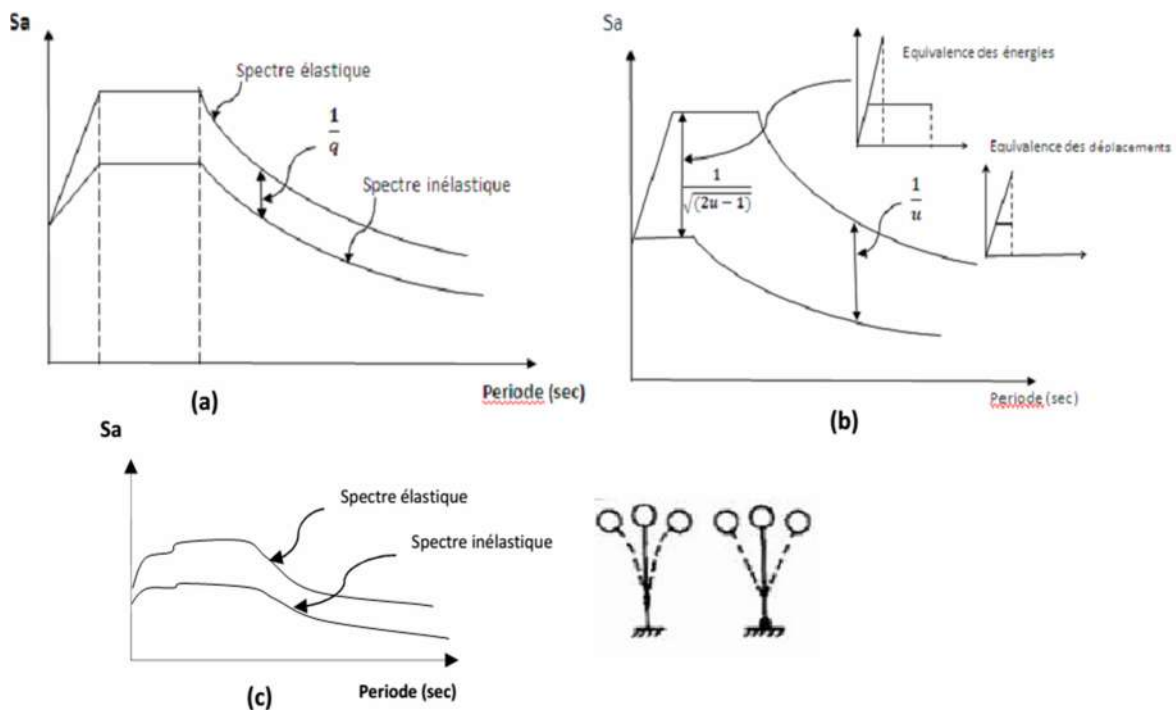 Sa
Spectre élastique
1
q
Spectre inélastique
Periode (sec)
(a)
Sa
Equivalence des énergies
Equivalence des déplacements
1
√((2u − 1)
1
u
Periode (sec)
(b)
Sa
Spectre élastique
Spectre inélastique
Periode (sec)
(c)